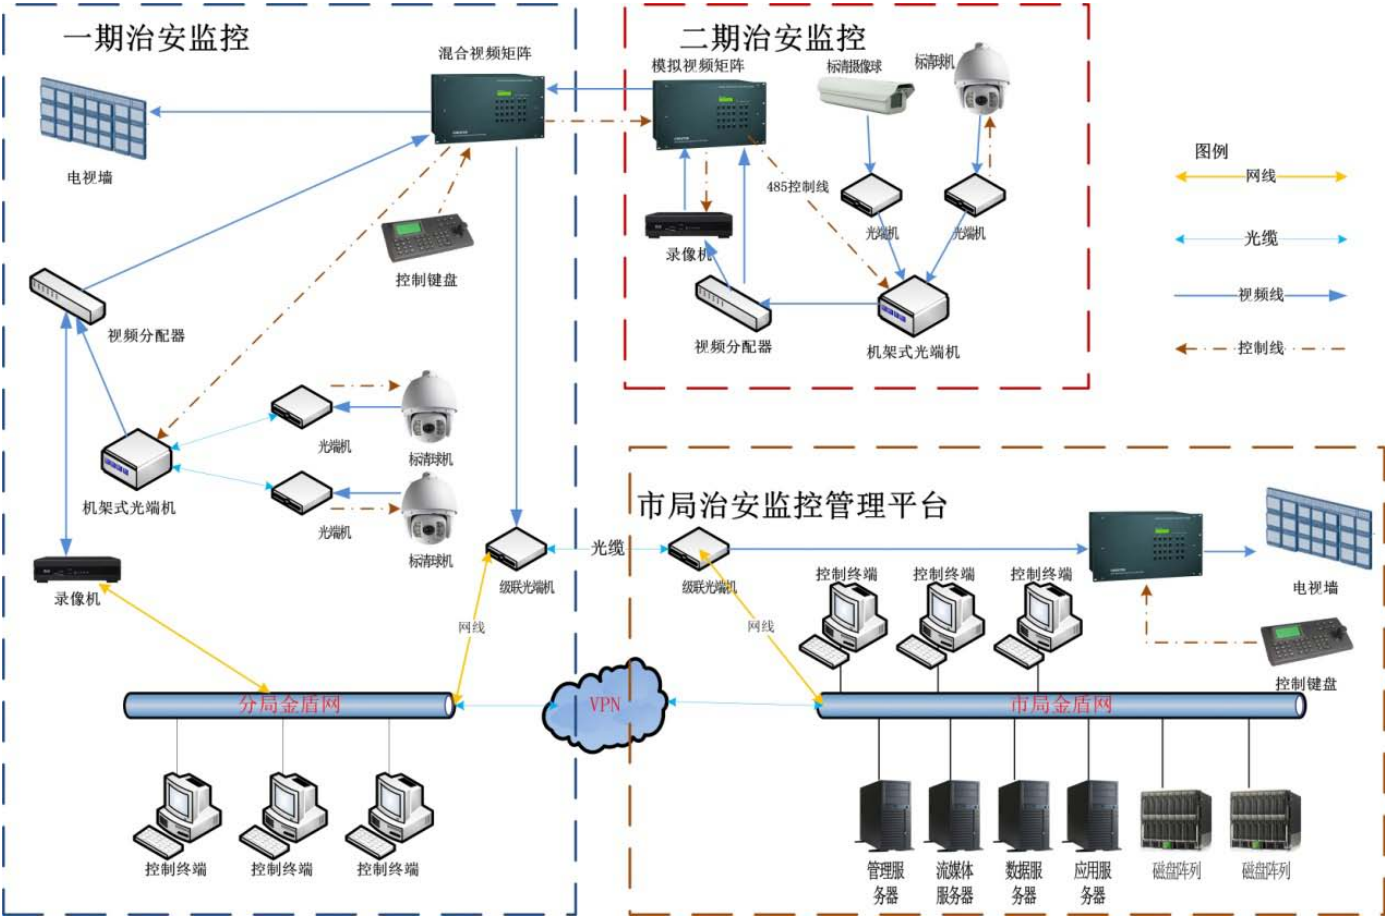 一期治安监控
混合视频矩阵
电视墙
控制键盘
视频分配器
光端机
标清球机
机架式光端机
光端机
标清球机
录像机
级联光端机
网线
分局金盾网
控制终端
控制终端
控制终端
二期治安监控
模拟视频矩阵
标清摄像球
标清球机
485控制线
光端机
光端机
录像机
视频分配器
机架式光端机
图例
网线
光缆
视频线
控制线
光缆
VPN
市局治安监控管理平台
级联光端机
网线
控制终端
控制终端
控制终端
电视墙
控制键盘
市局金盾网
管理服
务器
流媒体
服务器
数据服
务器
应用服
务器
磁盘阵列
磁盘阵列